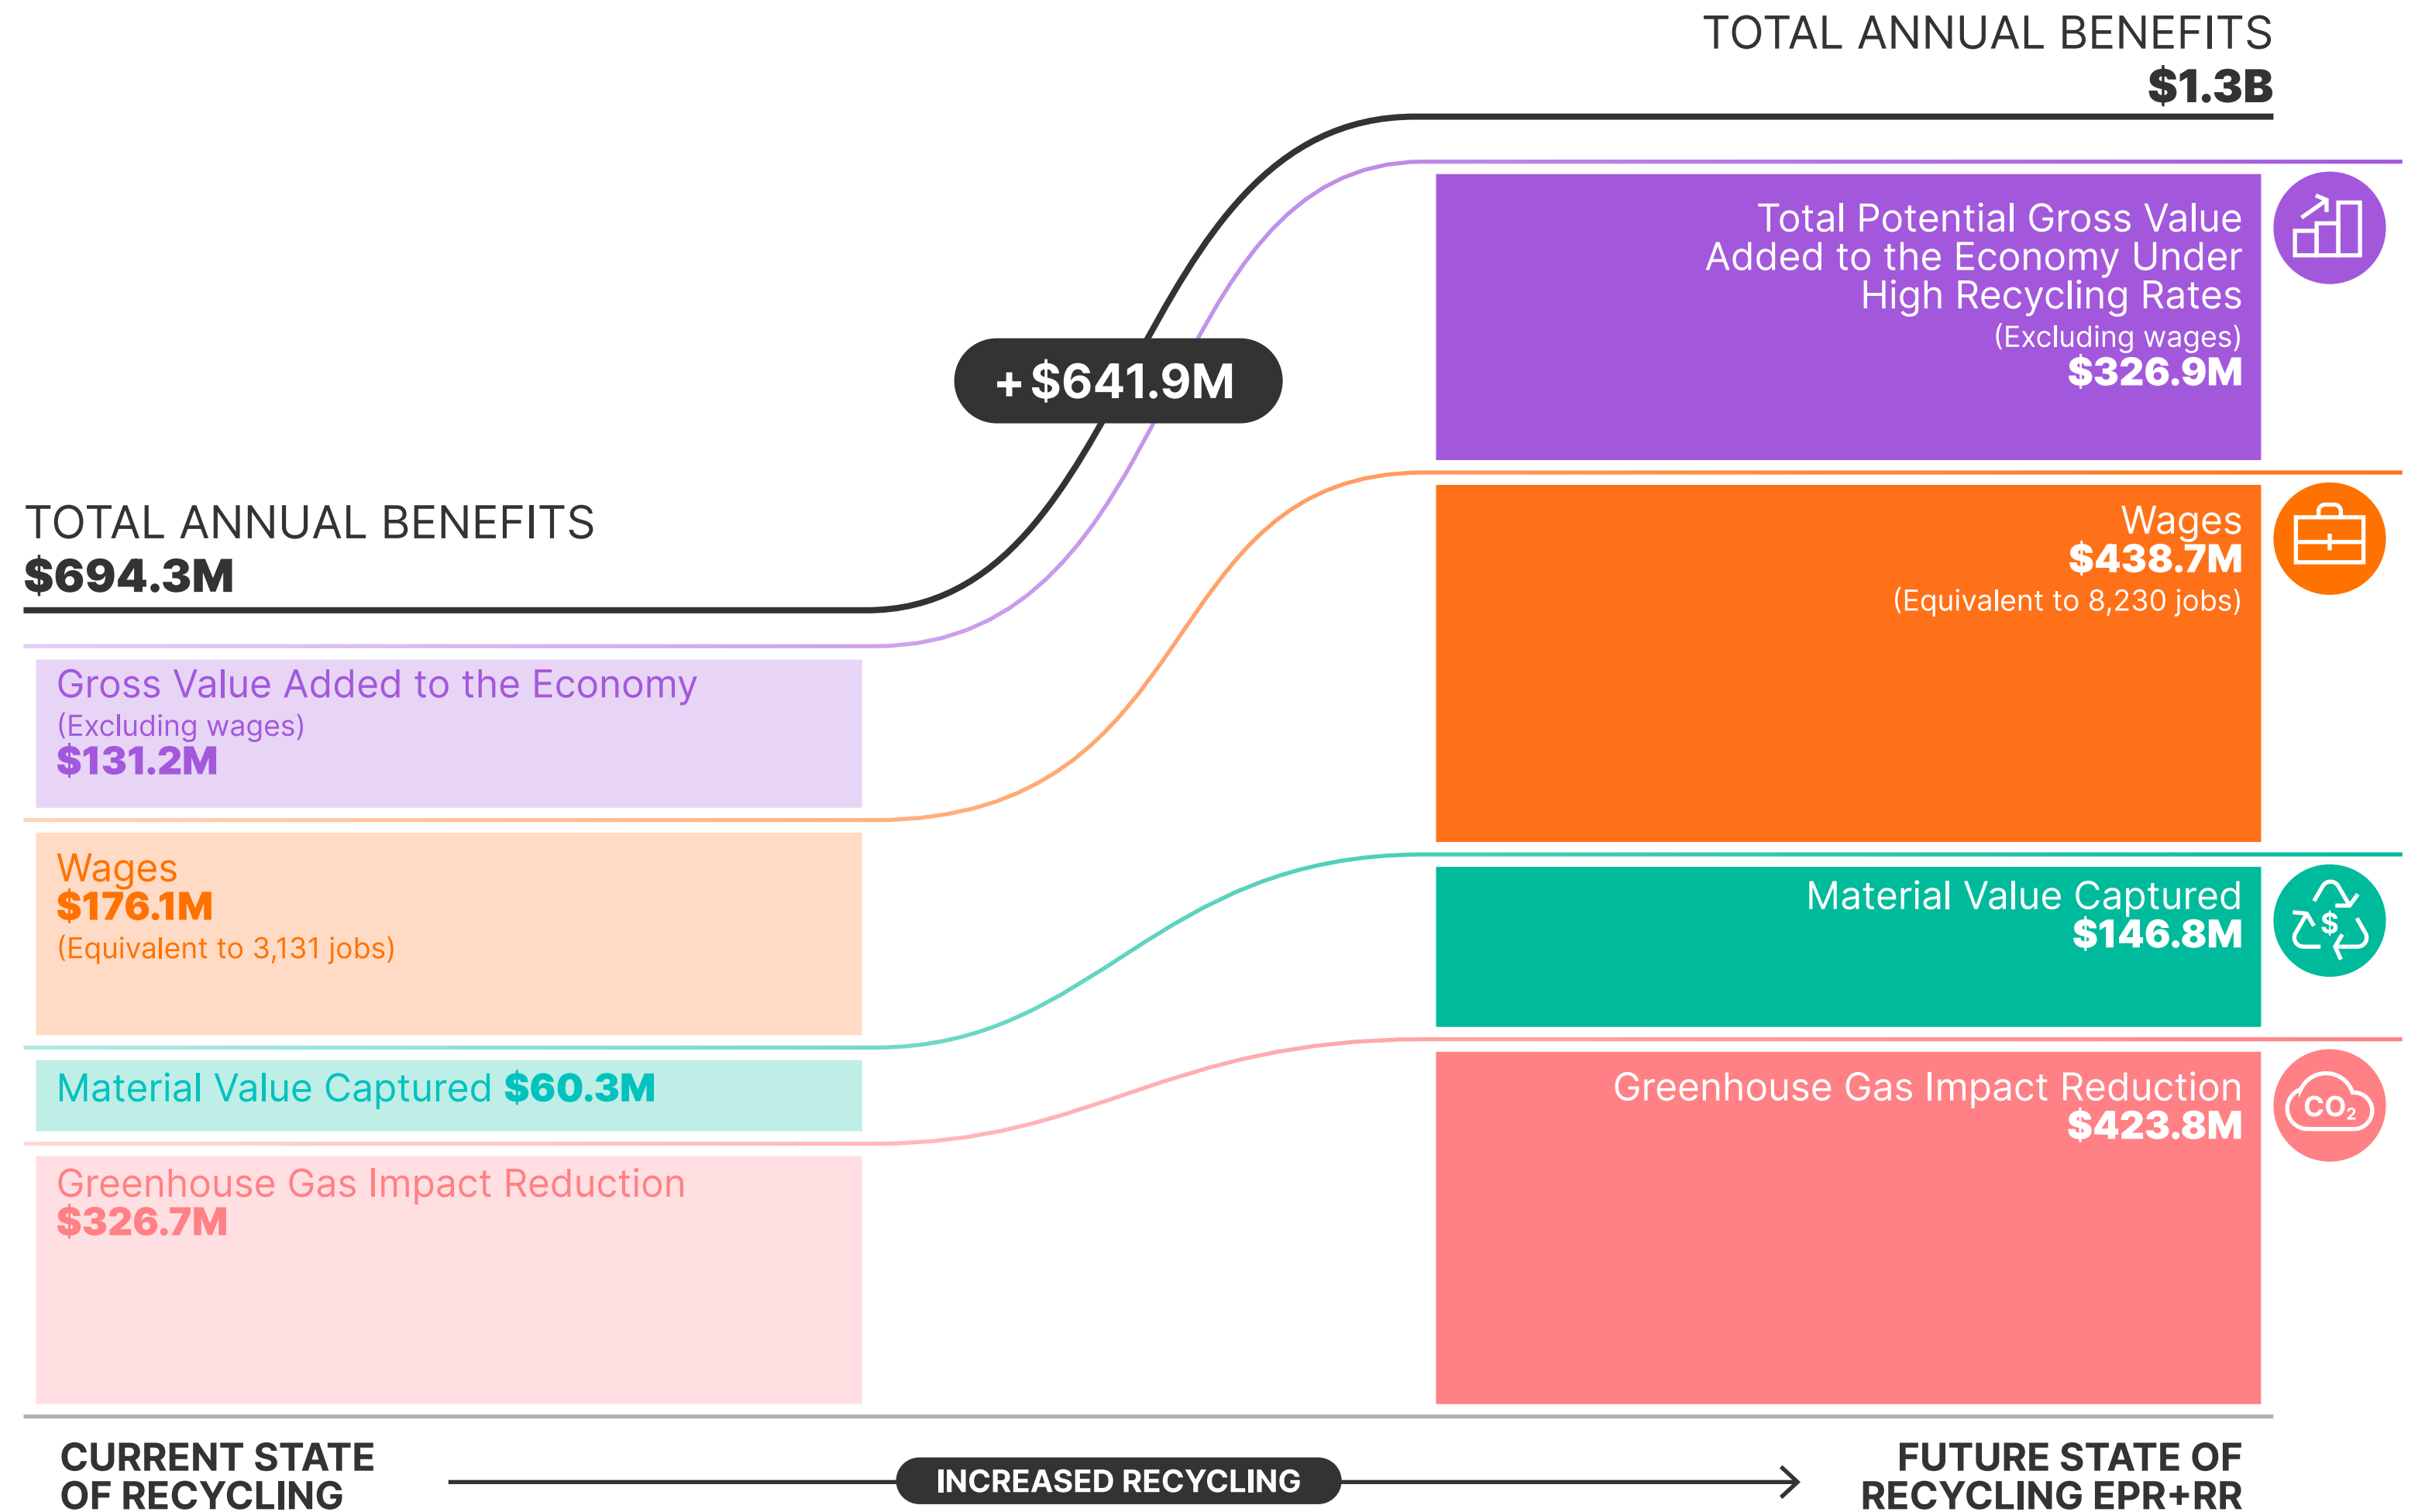 TOTAL ANNUAL BENEFITS
$1.3B
Total Potential Gross Value
Added to the Economy Under
High Recycling Rates
(Excluding wages)
$326.9M
+$641.9M
TOTAL ANNUAL BENEFITS
$694.3M
Wages
$438.7M
(Equivalent to 8,230 jobs)
Gross Value Added to the Economy
(Excluding wages)
$131.2M
Wages
$176.1M
(Equivalent to 3,131 jobs)
Material Value Captured
$146.8M
$
Material Value Captured $60.3M
Greenhouse Gas Impact Reduction
$423.8M
CO₂
Greenhouse Gas Impact Reduction
$326.7M
CURRENT STATE
OF RECYCLING
INCREASED RECYCLING
FUTURE STATE OF
RECYCLING EPR+RR